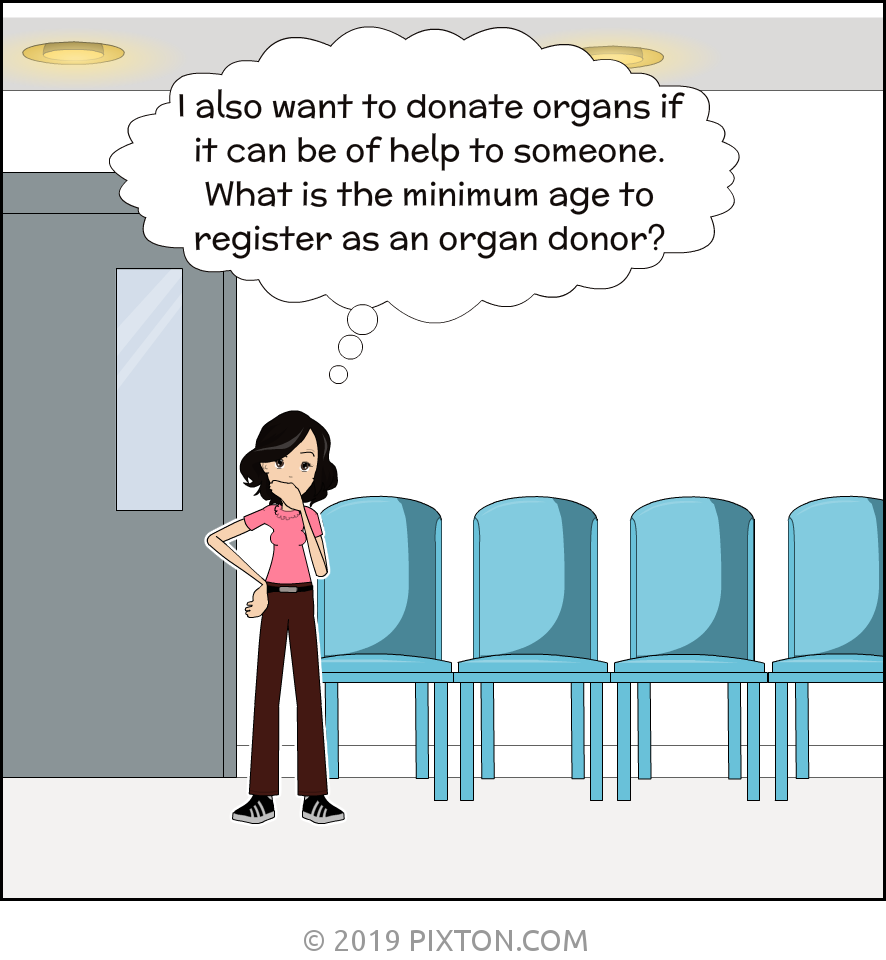 I also want to donate organs if
it can be of help to someone.
What is the minimum age to
register as an organ donor?
© 2019 PIXTON.COM